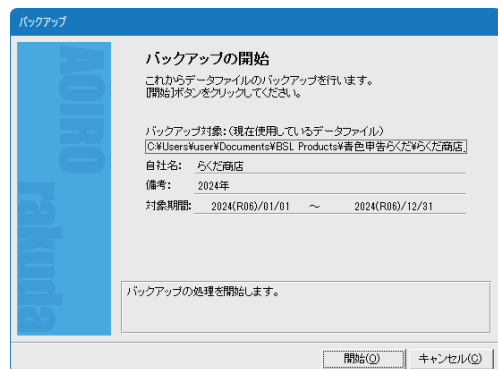 バックアップ
AOIRO
rakuda
バックアップの開始
これからデータファイルのバックアップを行います。
[開始]ボタンをクリックしてください。
バックアップ対象：（現在使用しているデータファイル）
C:¥Users¥user¥Documents¥BSL Products¥青色申告らくだ¥らくだ商店_
自社名： らくだ商店
備考： 2024年
対象期間： 2024(R06)/01/01 ～ 2024(R06)/12/31
バックアップの処理を開始します。
開始(O) キャンセル(C)